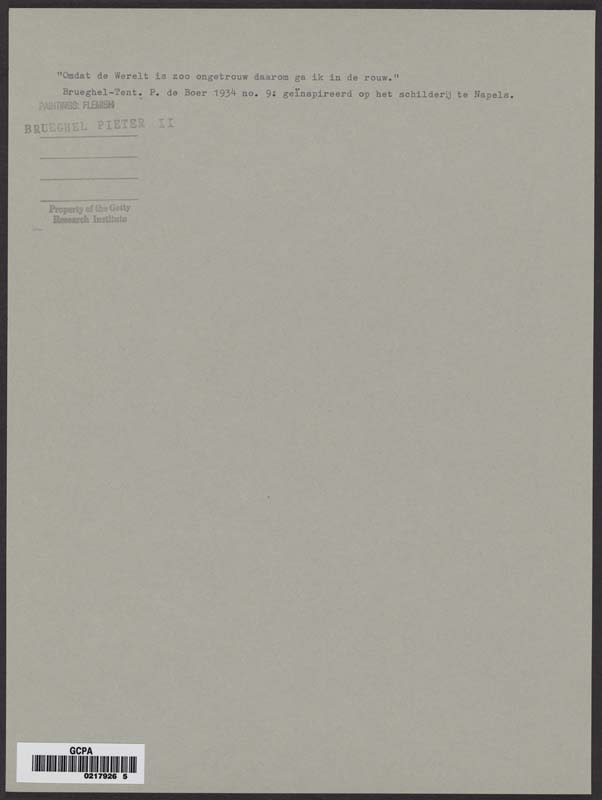 "Omdat de Werelt is zoo ongetrouw daarom ga ik in de rouw."
Brueghel-Tent. P. de Boer 1934 no. 9: geïnspireerd op het schilderij te Napels.
PAINTINGS: FLEMISH
BRUEGHEL PIETER II
Property of the Getty
Research Institute
GCPA
0217926 5